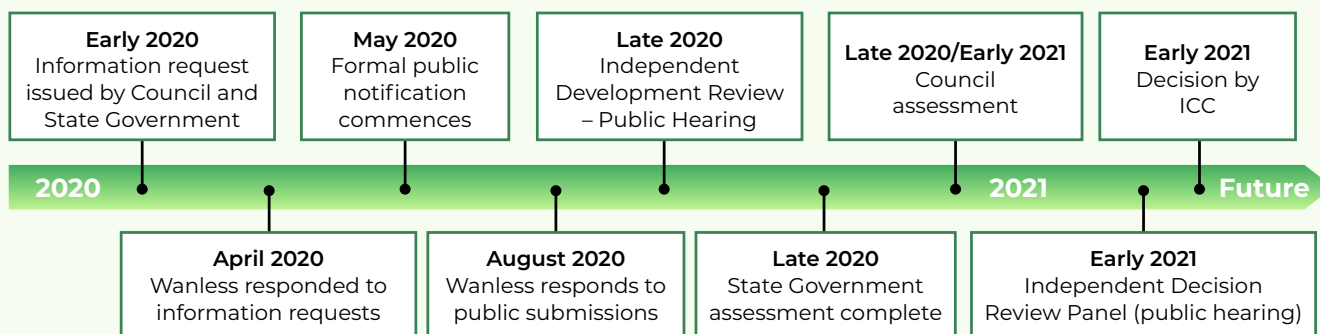 Early 2020
Information request
issued by Council and
State Government
May 2020
Formal public
notification
commences
Late 2020
Independent
Development Review
– Public Hearing
Late 2020/Early 2021
Council
assessment
Early 2021
Decision by
ICC
2020
2021
Future
April 2020
Wanless responded to
information requests
August 2020
Wanless responds to
public submissions
Late 2020
State Government
assessment complete
Early 2021
Independent Decision
Review Panel (public hearing)